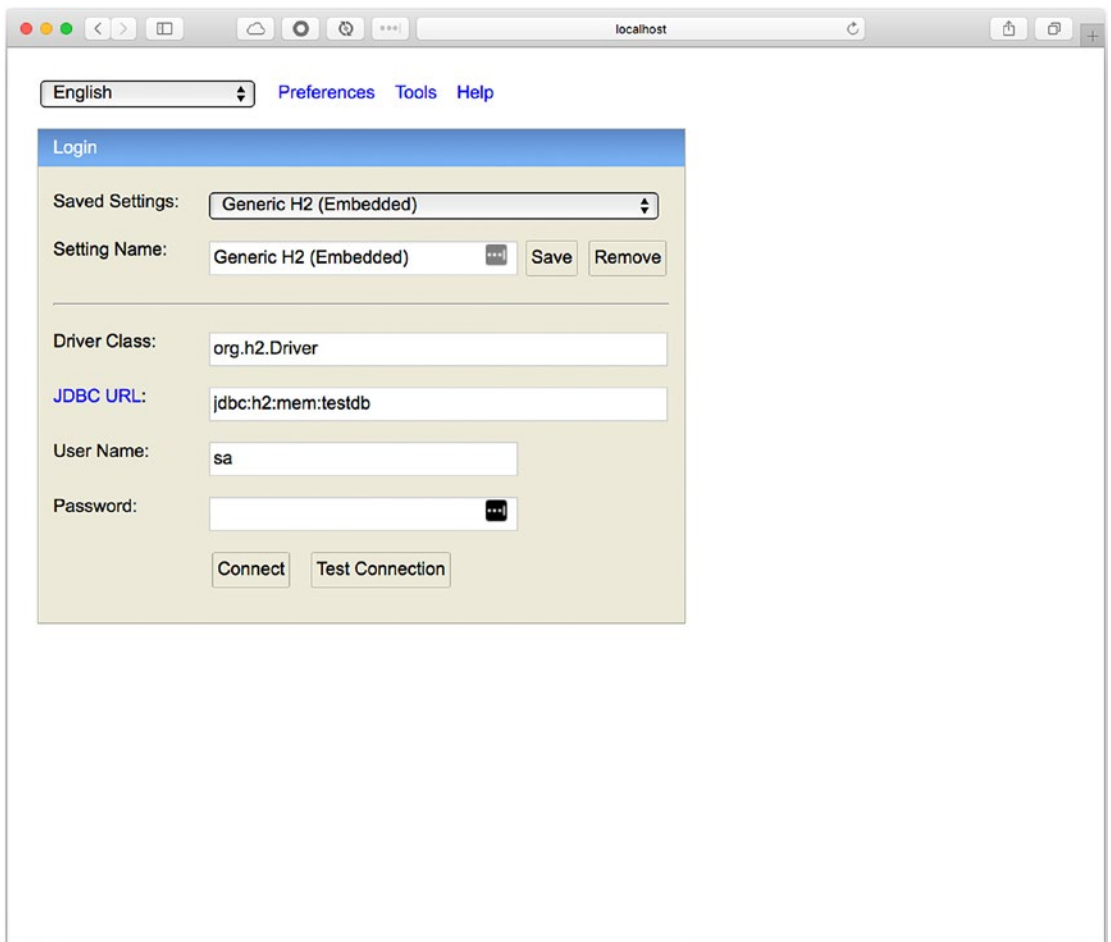 localhost
English Preferences Tools Help
Login
Saved Settings: Generic H2 (Embedded)
Setting Name: Generic H2 (Embedded) Save Remove
Driver Class: org.h2.Driver
JDBC URL: jdbc:h2:mem:testdb
User Name: sa
Password:
Connect Test Connection